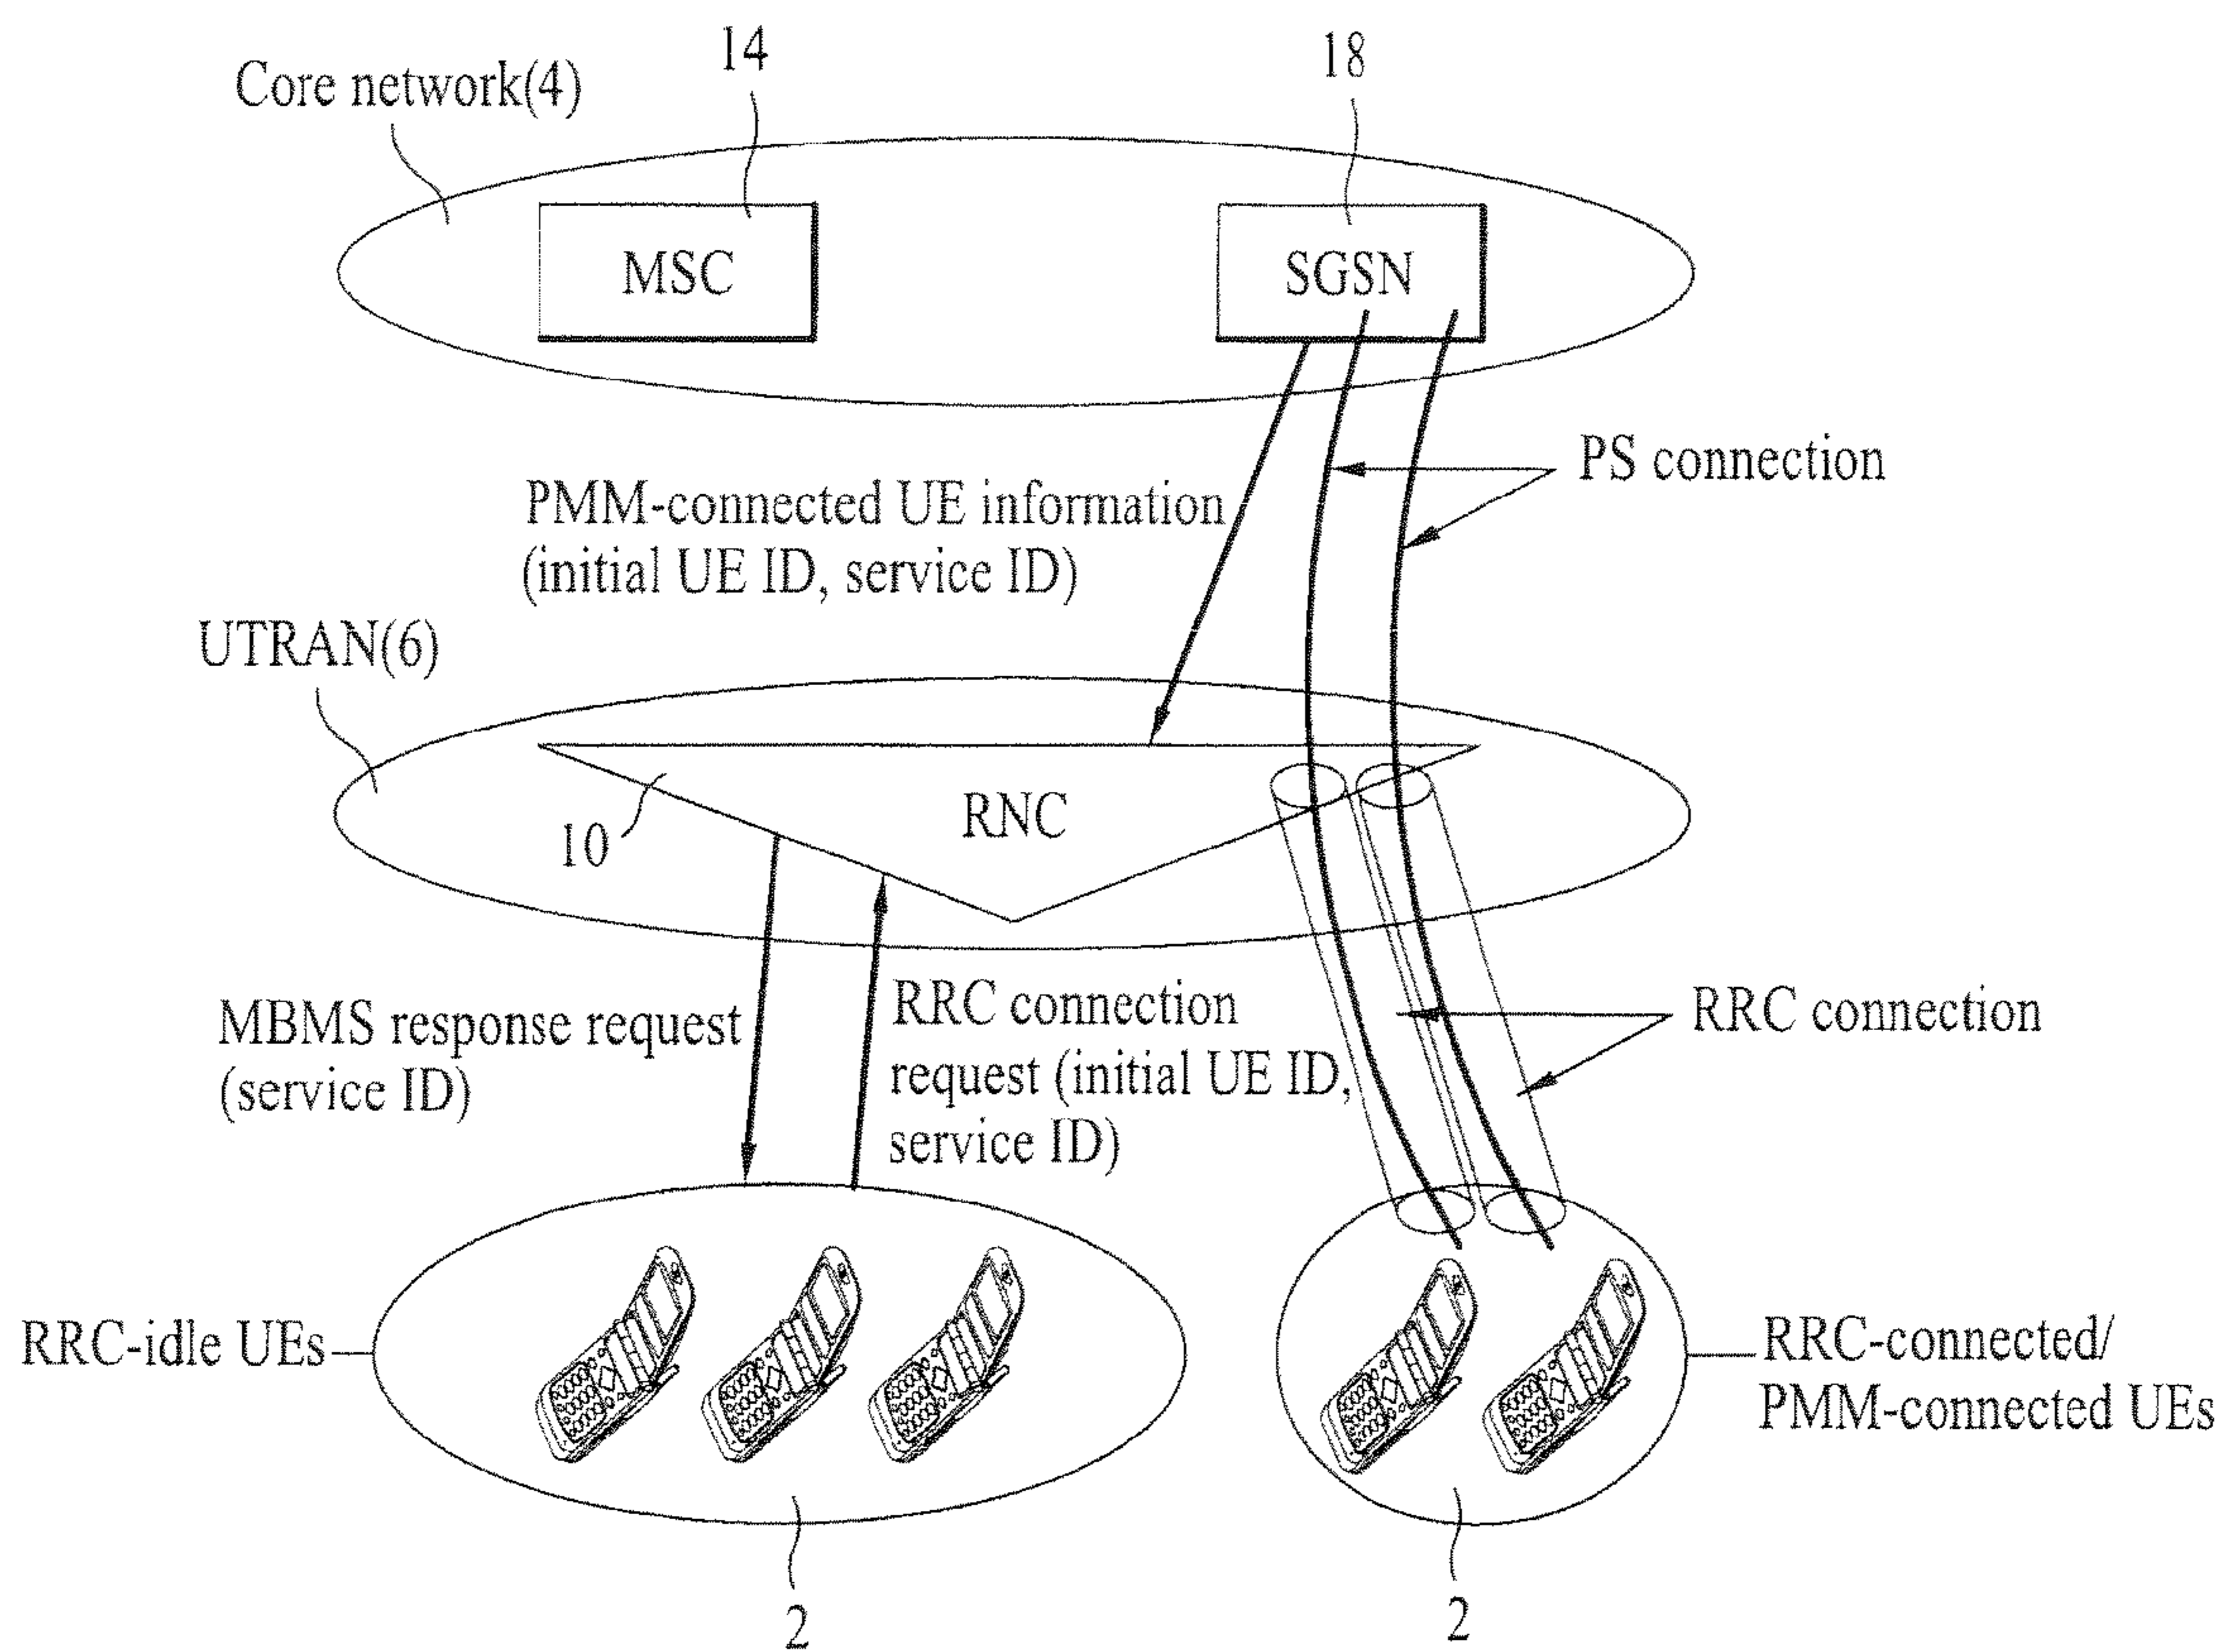 14
18
Core network(4)
MSC
SGSN
PS connection
PMM-connected UE information
(initial UE ID, service ID)
UTRAN(6)
RNC
10
MBMS response request
(service ID)
RRC connection
request (initial UE ID,
service ID)
RRC connection
RRC-idle UEs
RRC-connected/
PMM-connected UEs
2
2